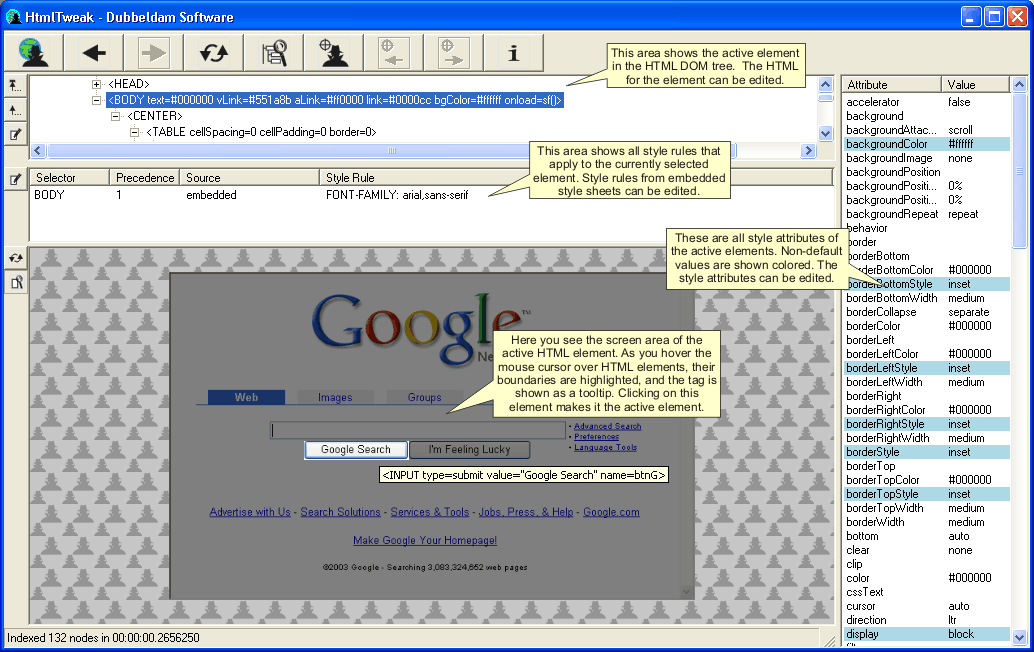 HtmlTweak - Dubbeldam Software
This area shows the active element
in the HTML DOM tree. The HTML
for the element can be edited.
<HEAD>
<BODY text=#000000 vLink=#551a8b aLink=#ff0000 link=#0000cc bgColor=#ffffff onload=sf()>
<CENTER>
<TABLE cellSpacing=0 cellPadding=0 border=0>
This area shows all style rules that
apply to the currently selected
element. Style rules from embedded
style sheets can be edited.
Selector Precedence Source Style Rule
BODY 1 embedded FONT-FAMILY: arial,sans-serif
These are all style attributes of
the active elements. Non-default
values are shown colored. The
style attributes can be edited.
Google™
Here you see the screen area of the
active HTML element. As you hover the
mouse cursor over HTML elements, their
boundaries are highlighted, and the tag is
shown as a tooltip. Clicking on this
element makes it the active element.
Web Images Groups
• Advanced Search
• Preferences
• Language Tools
Google Search I'm Feeling Lucky
<INPUT type=submit value="Google Search" name=btnG>
Advertise with Us - Search Solutions - Services & Tools - Jobs, Press, & Help - Google.com
Make Google Your Homepage!
©2003 Google - Searching 3,083,324,652 web pages
Indexed 132 nodes in 00:00:00.2656250
Attribute Value
accelerator false
background
backgroundAttac... scroll
backgroundColor #ffffff
backgroundImage none
backgroundPosition
backgroundPositi... 0%
backgroundPositi... 0%
backgroundRepeat repeat
behavior
border
borderBottom
borderBottomColor #000000
borderBottomStyle inset
borderBottomWidth medium
borderCollapse separate
borderColor #000000
borderLeft
borderLeftColor #000000
borderLeftStyle inset
borderLeftWidth medium
borderRight
borderRightColor #000000
borderRightStyle inset
borderRightWidth medium
borderStyle inset
borderTop
borderTopColor #000000
borderTopStyle inset
borderTopWidth medium
borderWidth medium
bottom auto
clear none
clip
color #000000
cssText
cursor auto
direction ltr
display block